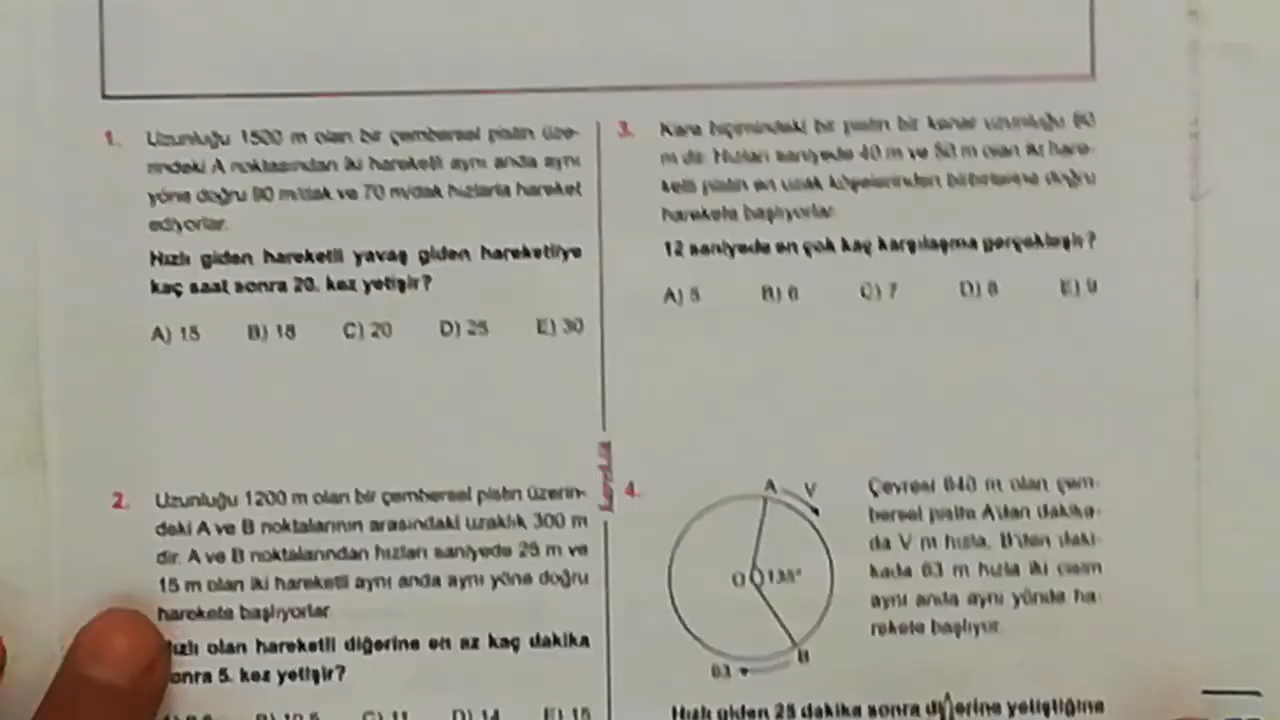 1. Uzunluğu 1500 m olan bir çembersel pistin üze-
rindeki A noktasından iki hareketli aynı anda aynı
yöne doğru 90 m/dak ve 70 m/dak hızlarla hareket
ediyorlar.
Hızlı giden hareketli yavaş giden hareketliye
kaç saat sonra 20. kez yetişir?
A) 15 B) 18 C) 20 D) 25 E) 30
2. Uzunluğu 1200 m olan bir çembersel pistin üzerin-
deki A ve B noktalarının arasındaki uzaklık 300 m
dir. A ve B noktalarından hızları saniyede 25 m ve
15 m olan iki hareketli aynı anda aynı yöne doğru
harekete başlıyorlar.
olan hareketli diğerine en az kaç dakika
5. kez yetişir?
C) 11 D) 14 E) 15
3. Kare biçimindeki bir pistin bir kenar uzunluğu
m dir. Hızları saniyede 40 m ve m olan iki hare-
ketli pistin en uzak köşelerinden birbirlerine doğru
harekete başlıyorlar.
12 saniyede en çok kaç karşılaşma gerçekleşir?
A) 5 B) 6 C) 7 D) 8 E) 9
4. Çevresi 640 m olan çem-
bersel pistte A'dan dakika-
da V m hızla, B'den daki-
kada 63 m hızla iki cisim
aynı anda aynı yönde ha-
rekete başlıyor.
A V
O 135°
B
63
Hızlı giden 25 dakika sonra diğerine yetiştiğine